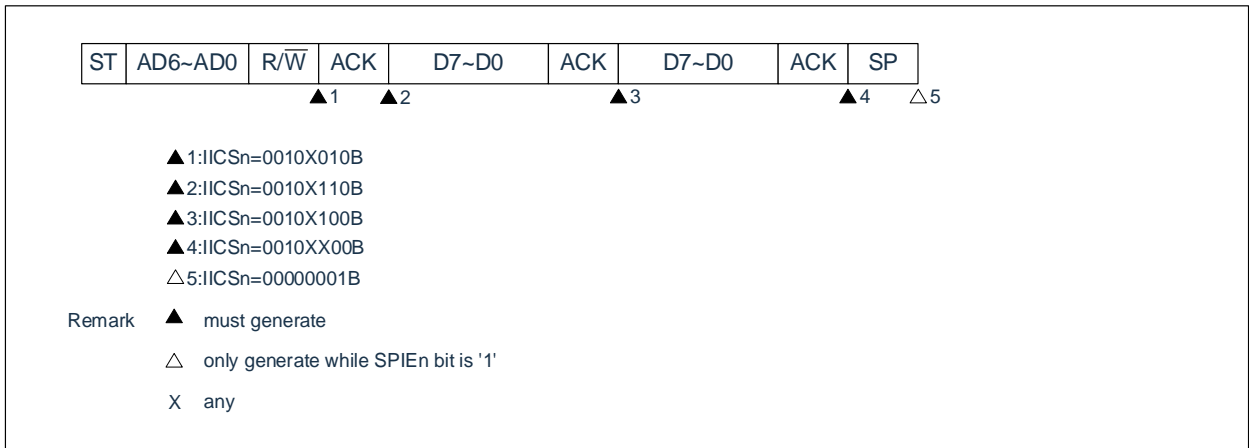 ST AD6~AD0 R/W̅ ACK D7~D0 ACK D7~D0 ACK SP
▲1 ▲2 ▲3 ▲4 △5
▲1:IICSn=0010X010B
▲2:IICSn=0010X110B
▲3:IICSn=0010X100B
▲4:IICSn=0010XX00B
△5:IICSn=00000001B
Remark ▲ must generate
△ only generate while SPIEn bit is '1'
X any